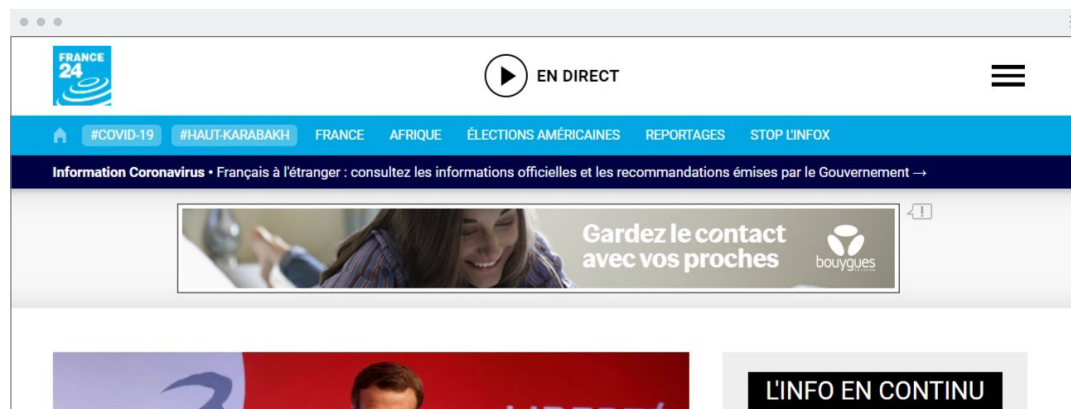 FRANCE
24
EN DIRECT
#COVID-19 #HAUT-KARABAKH FRANCE AFRIQUE ÉLECTIONS AMÉRICAINES REPORTAGES STOP L'INFOX
Information Coronavirus • Français à l'étranger : consultez les informations officielles et les recommandations émises par le Gouvernement →
Gardez le contact
avec vos proches
bouygues
L'INFO EN CONTINU